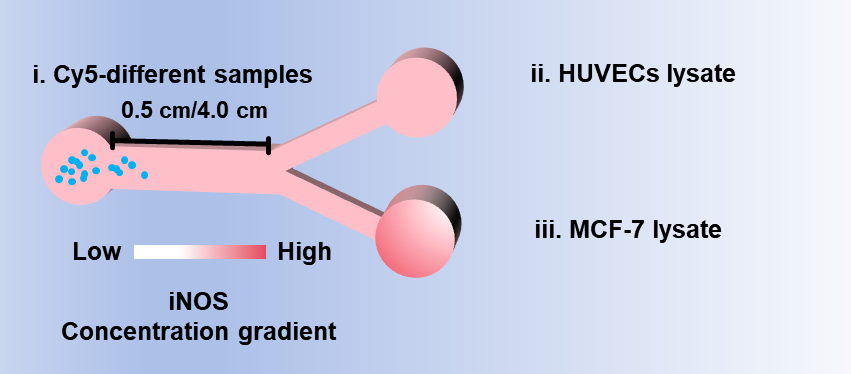 i. Cy5-different samples
0.5 cm/4.0 cm
ii. HUVECs lysate
iii. MCF-7 lysate
Low High
iNOS
Concentration gradient